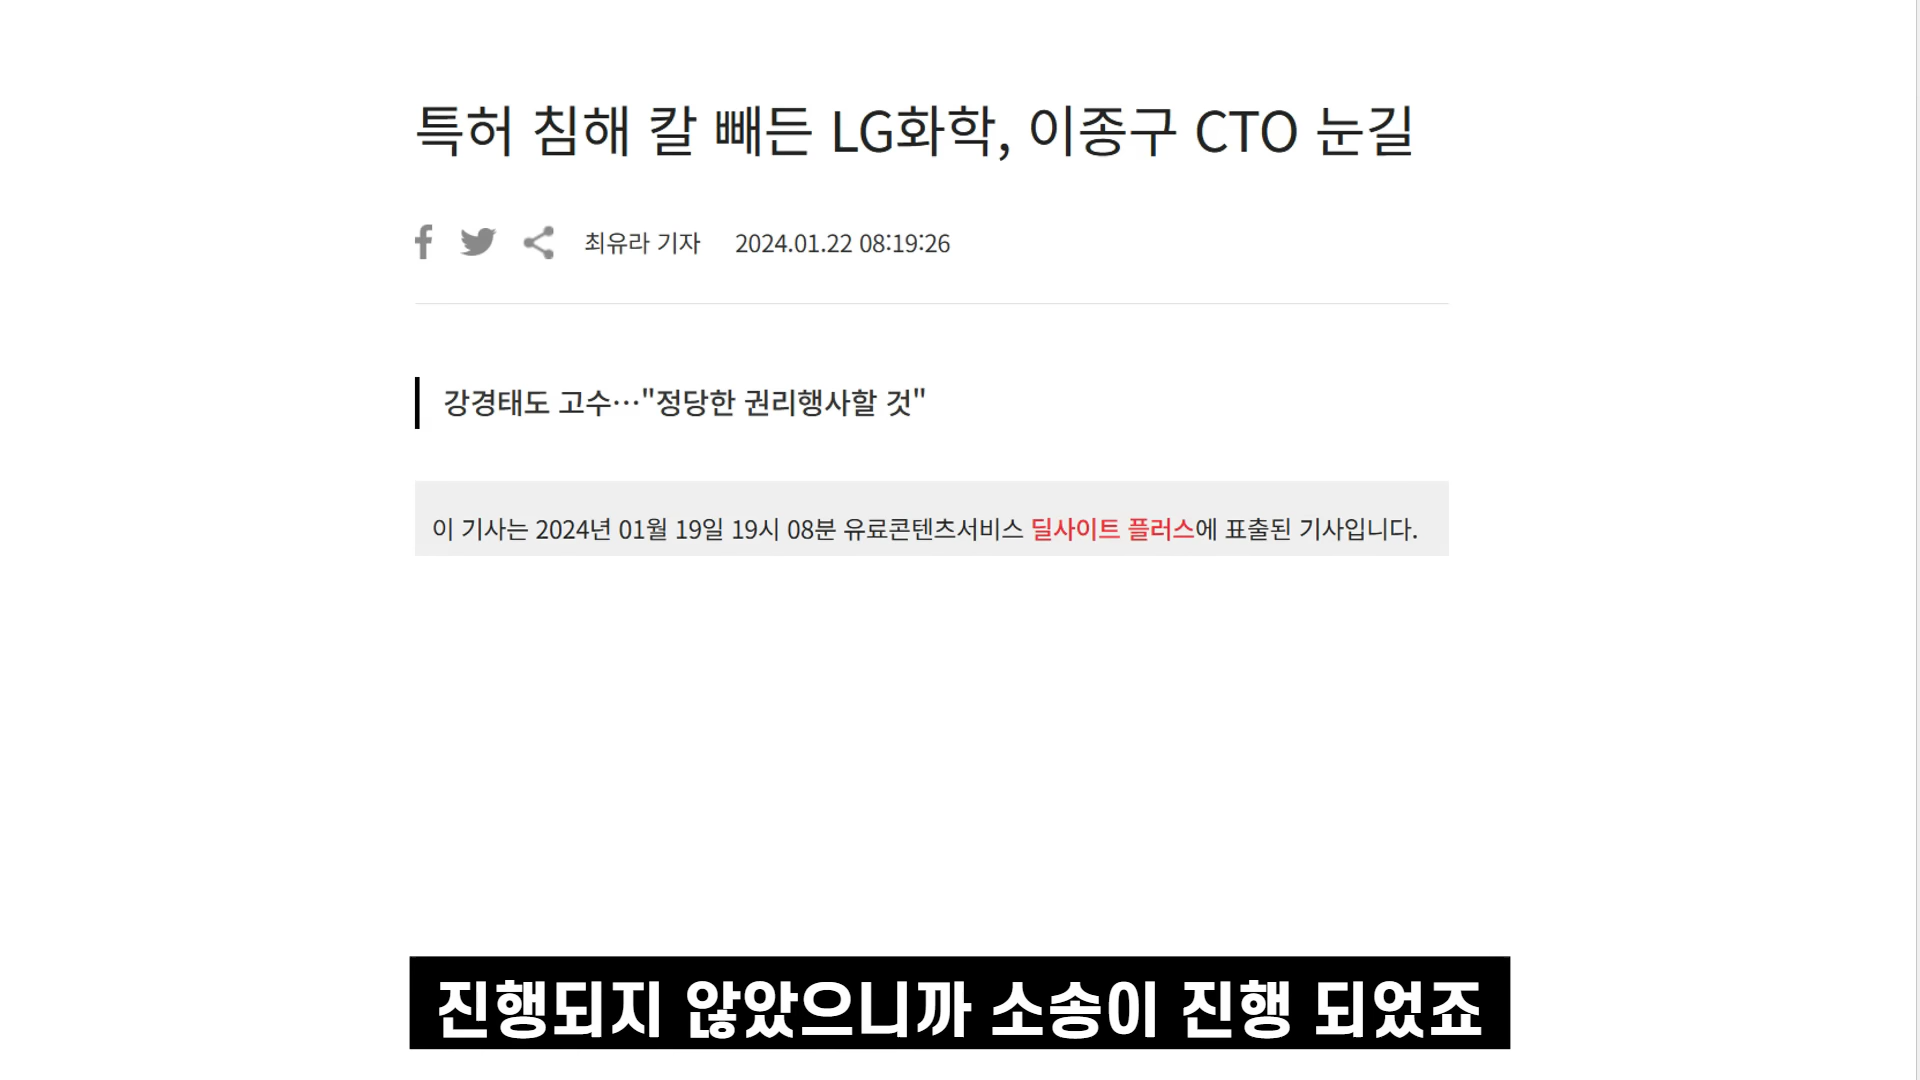 특허 침해 칼 빼든 LG화학, 이종구 CTO 눈길
최유라 기자 2024.01.22 08:19:26
강경태도 고수…"정당한 권리행사할 것"
이 기사는 2024년 01월 19일 19시 08분 유료콘텐츠서비스 딜사이트 플러스에 표출된 기사입니다.
진행되지 않았으니까 소송이 진행 되었죠